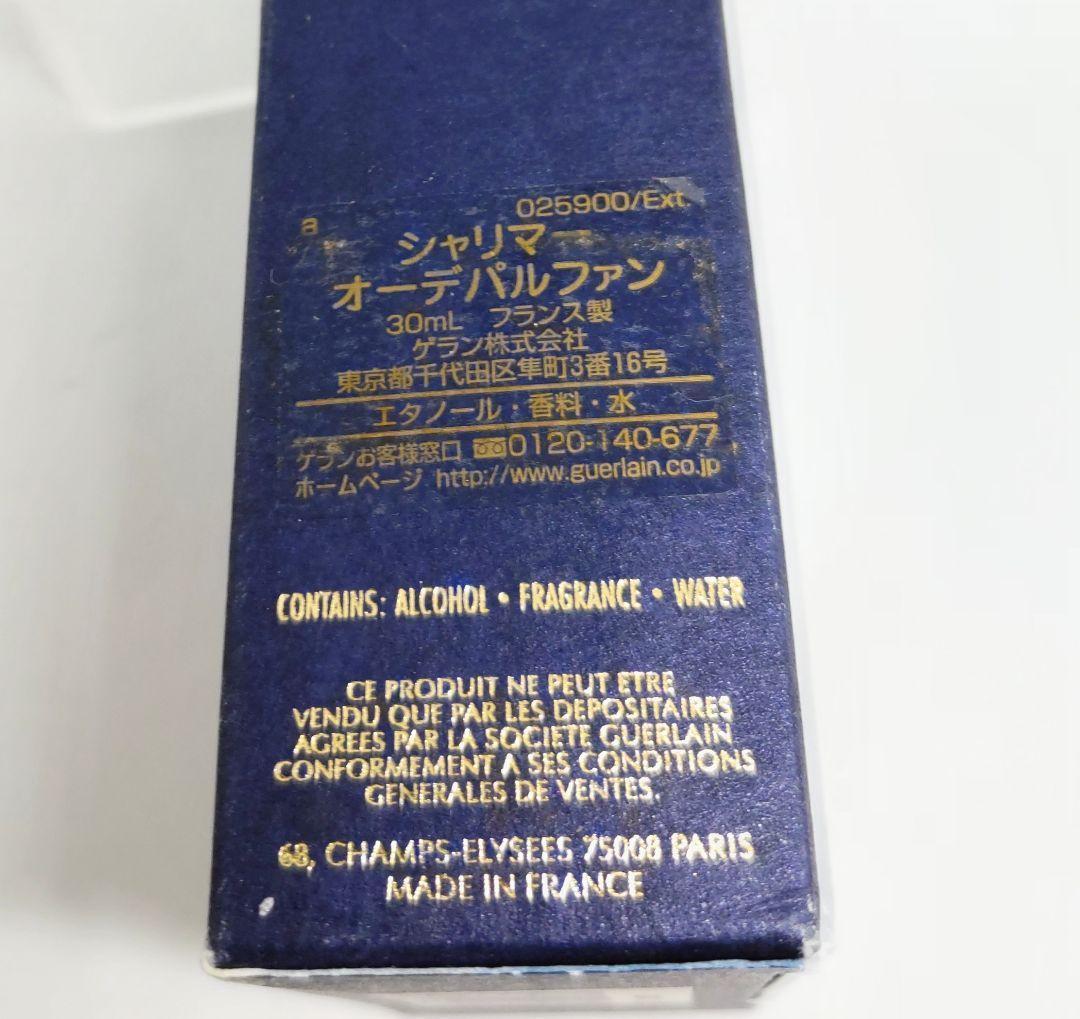 025900/Ext.
a
シャリマー
オーデパルファン
30mL フランス製
ゲラン株式会社
東京都千代田区隼町3番16号
エタノール・香料・水
ゲランお客様窓口 0120-140-677
ホームページ http://www.guerlain.co.jp
CONTAINS: ALCOHOL • FRAGRANCE • WATER
CE PRODUIT NE PEUT ETRE
VENDU QUE PAR LES DEPOSITAIRES
AGREES PAR LA SOCIETE GUERLAIN
CONFORMEMENT A SES CONDITIONS
GENERALES DE VENTES.
68, CHAMPS-ELYSEES 75008 PARIS
MADE IN FRANCE